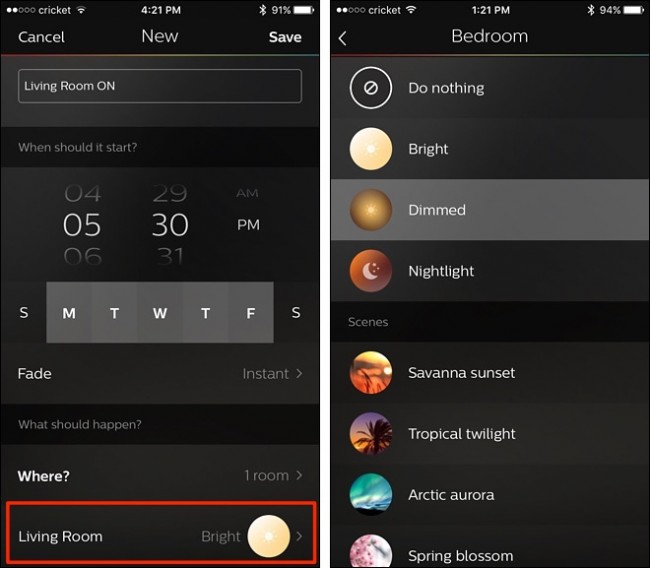 cricket 4:21 PM 91%
Cancel New Save
Living Room ON
When should it start?
04 29 AM
05 30 PM
06 31
S M T W T F S
Fade Instant
What should happen?
Where? 1 room
Living Room Bright
cricket 1:21 PM 94%
Bedroom
Do nothing
Bright
Dimmed
Nightlight
Scenes
Savanna sunset
Tropical twilight
Arctic aurora
Spring blossom